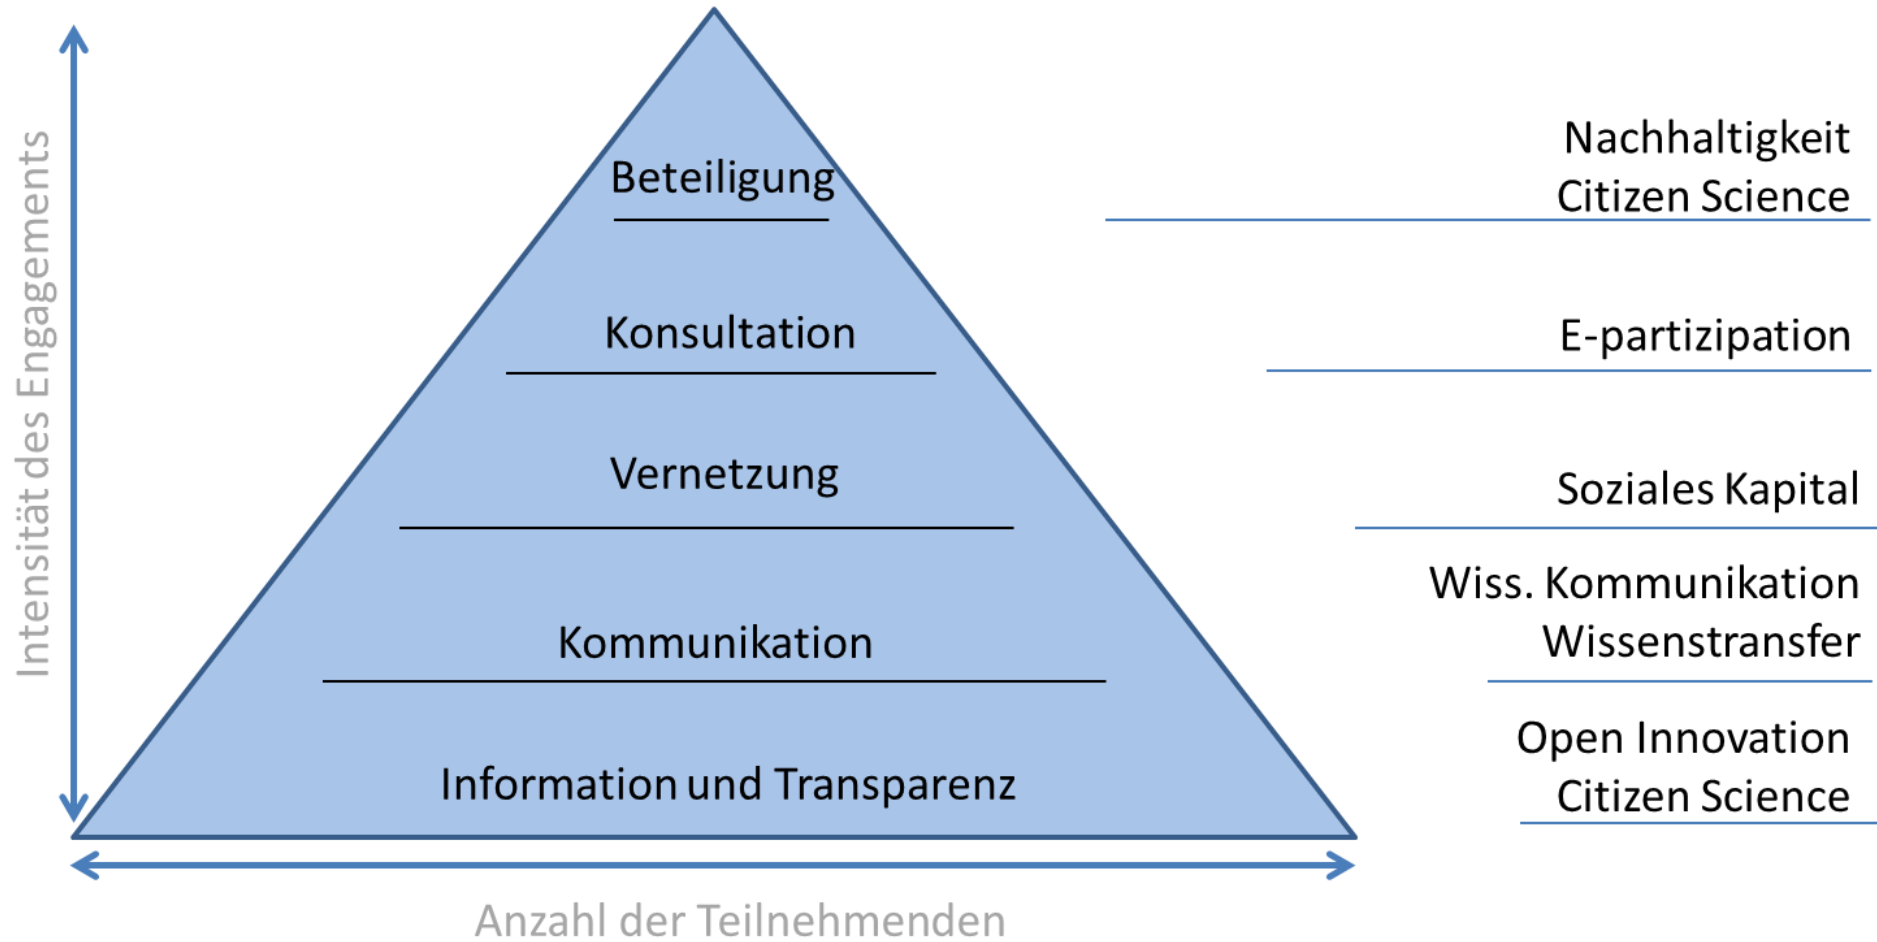 Intensität des Engagements
Beteiligung
Konsultation
Vernetzung
Kommunikation
Information und Transparenz
Anzahl der Teilnehmenden
Nachhaltigkeit
Citizen Science
E-partizipation
Soziales Kapital
Wiss. Kommunikation
Wissenstransfer
Open Innovation
Citizen Science